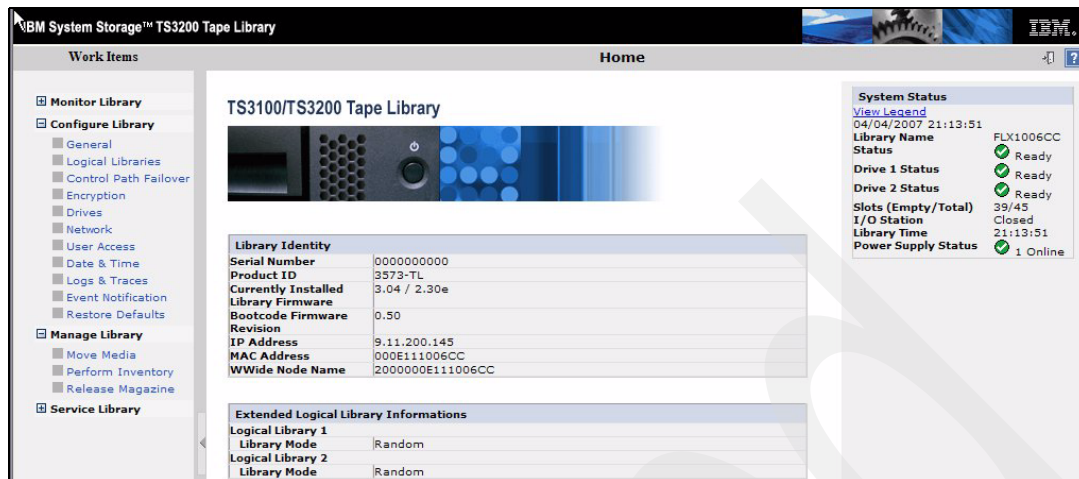 IBM System Storage™ TS3200 Tape Library
IBM.
Work Items
Home
?
Monitor Library
Configure Library
General
Logical Libraries
Control Path Failover
Encryption
Drives
Network
User Access
Date & Time
Logs & Traces
Event Notification
Restore Defaults
Manage Library
Move Media
Perform Inventory
Release Magazine
Service Library
TS3100/TS3200 Tape Library
Library Identity
Serial Number 0000000000
Product ID 3573-TL
Currently Installed Library Firmware 3.04 / 2.30e
Bootcode Firmware Revision 0.50
IP Address 9.11.200.145
MAC Address 000E111006CC
WWide Node Name 2000000E111006CC
Extended Logical Library Informations
Logical Library 1
Library Mode Random
Logical Library 2
Library Mode Random
System Status
View Legend
04/04/2007 21:13:51
Library Name FLX1006CC
Status Ready
Drive 1 Status Ready
Drive 2 Status Ready
Slots (Empty/Total) 39/45
I/O Station Closed
Library Time 21:13:51
Power Supply Status 1 Online